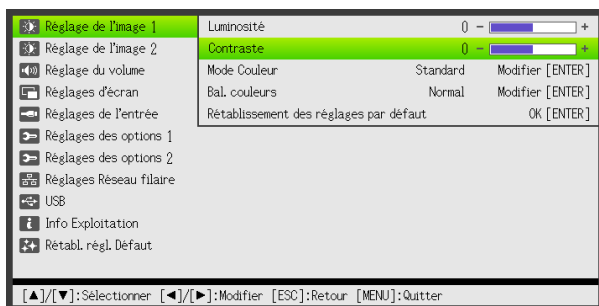 Réglage de l'image 1
Réglage de l'image 2
Réglage du volume
Réglages d'écran
Réglages de l'entrée
Réglages des options 1
Réglages des options 2
Réglages Réseau filaire
USB
Info Exploitation
Rétabl. régl. Défaut
Luminosité 0 - +
Contraste 0 - +
Mode Couleur Standard Modifier [ENTER]
Bal. couleurs Normal Modifier [ENTER]
Rétablissement des réglages par défaut OK [ENTER]
[▲]/[▼]:Sélectionner [◄]/[►]:Modifier [ESC]:Retour [MENU]:Quitter